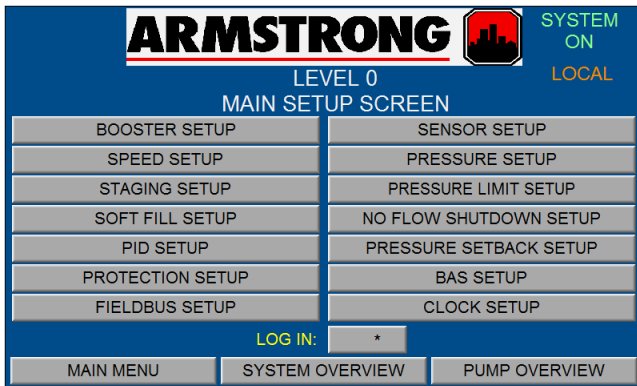 ARMSTRONG
SYSTEM
ON
LOCAL
LEVEL 0
MAIN SETUP SCREEN
BOOSTER SETUP
SENSOR SETUP
SPEED SETUP
PRESSURE SETUP
STAGING SETUP
PRESSURE LIMIT SETUP
SOFT FILL SETUP
NO FLOW SHUTDOWN SETUP
PID SETUP
PRESSURE SETBACK SETUP
PROTECTION SETUP
BAS SETUP
FIELDBUS SETUP
CLOCK SETUP
LOG IN: *
MAIN MENU
SYSTEM OVERVIEW
PUMP OVERVIEW